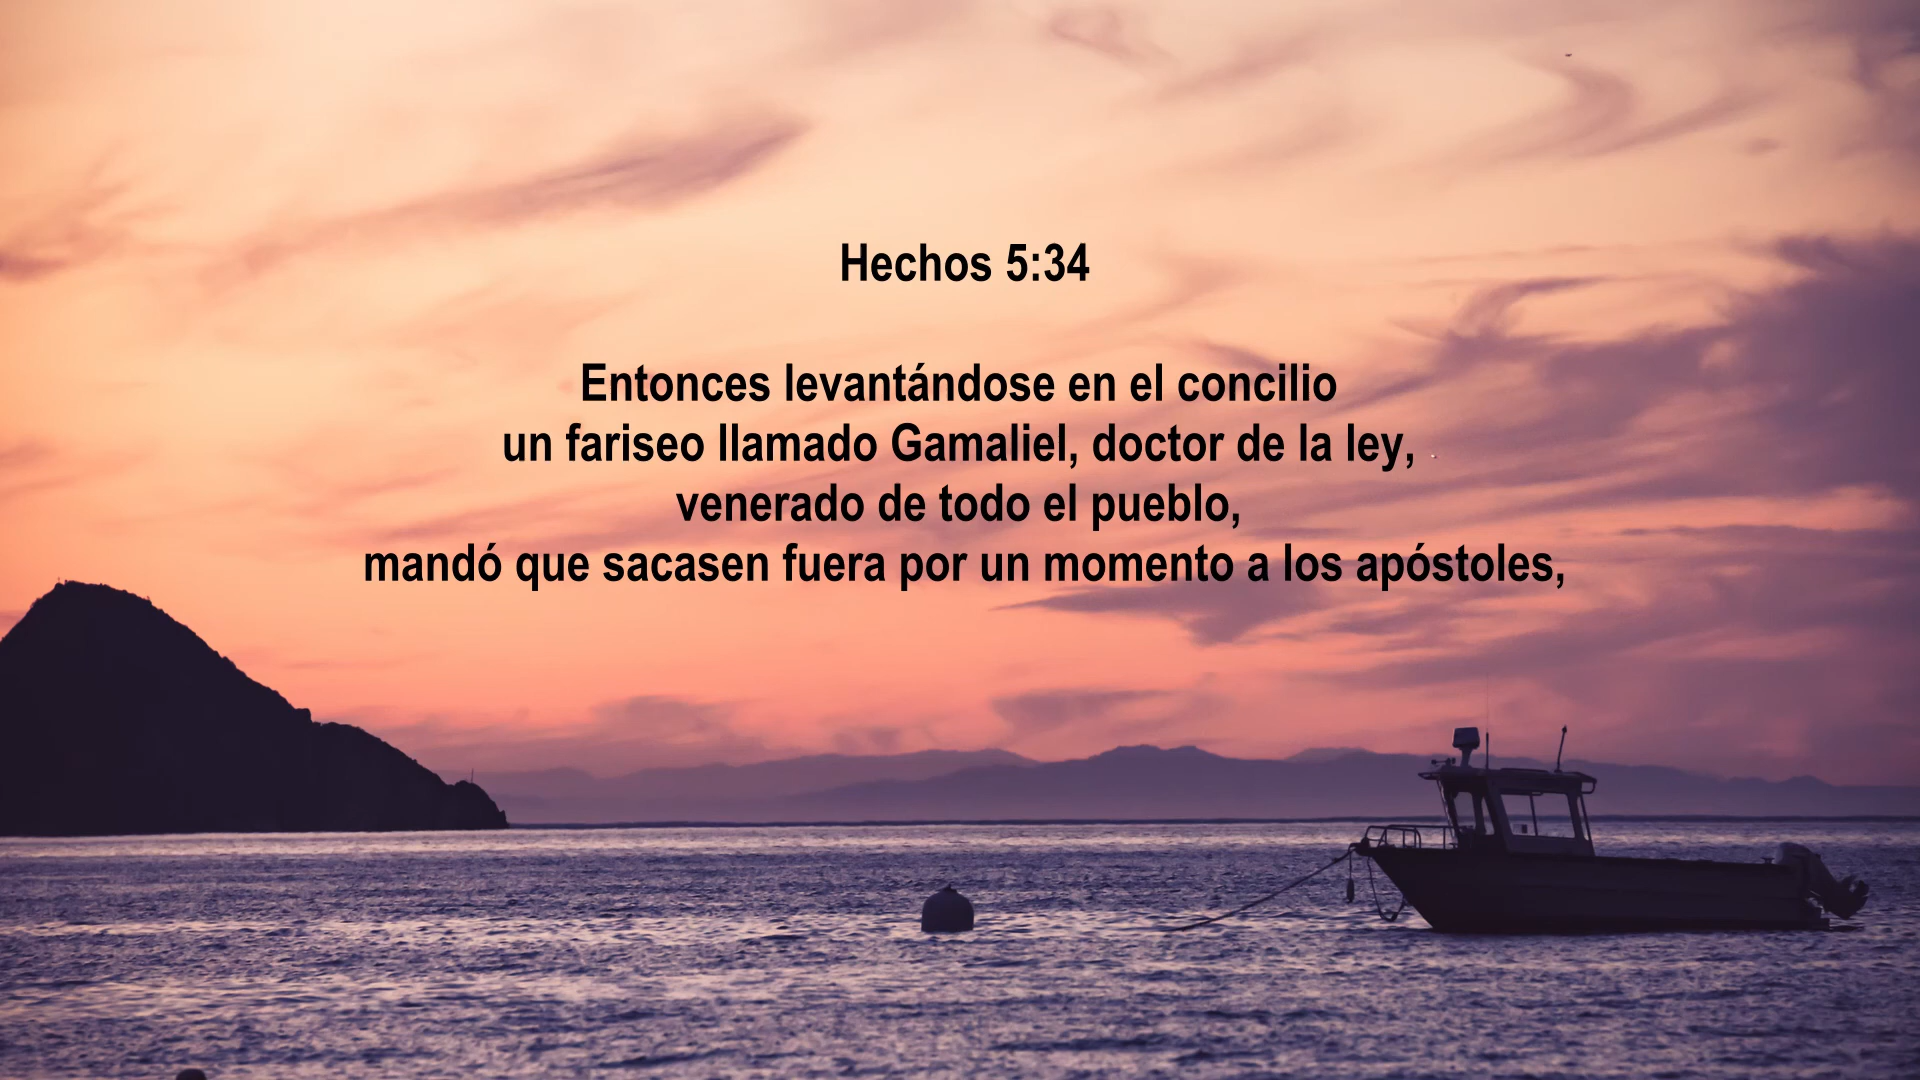 Hechos 5:34
Entonces levantándose en el concilio
un fariseo llamado Gamaliel, doctor de la ley,
venerado de todo el pueblo,
mandó que sacasen fuera por un momento a los apóstoles,